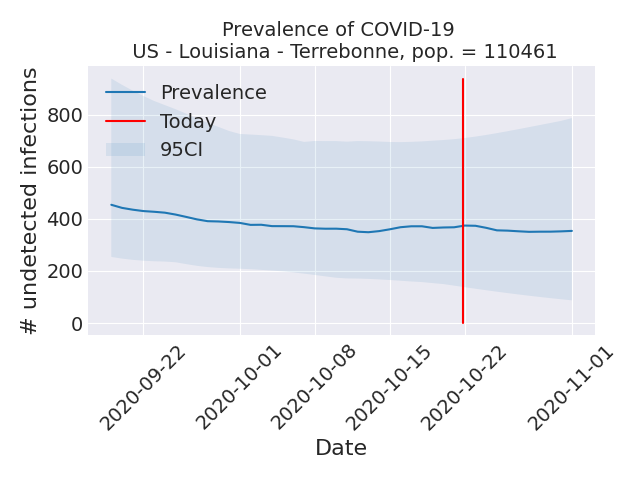 Prevalence of COVID-19
US - Louisiana - Terrebonne, pop. = 110461
# undetected infections
800
600
400
200
0
Prevalence
Today
95CI
2020-09-22
2020-10-01
2020-10-08
2020-10-15
2020-10-22
2020-11-01
Date